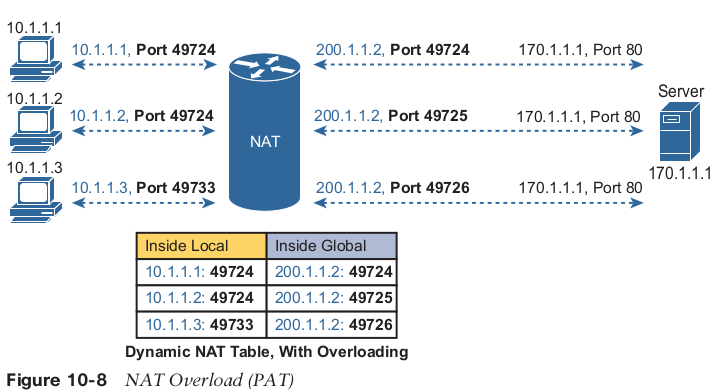 10.1.1.1
10.1.1.1, Port 49724
200.1.1.2, Port 49724
170.1.1.1, Port 80
10.1.1.2
10.1.1.2, Port 49724
NAT
200.1.1.2, Port 49725
170.1.1.1, Port 80
Server
170.1.1.1
10.1.1.3
10.1.1.3, Port 49733
200.1.1.2, Port 49726
170.1.1.1, Port 80
Inside Local Inside Global
10.1.1.1: 49724 200.1.1.2: 49724
10.1.1.2: 49724 200.1.1.2: 49725
10.1.1.3: 49733 200.1.1.2: 49726
Dynamic NAT Table, With Overloading
Figure 10-8 NAT Overload (PAT)